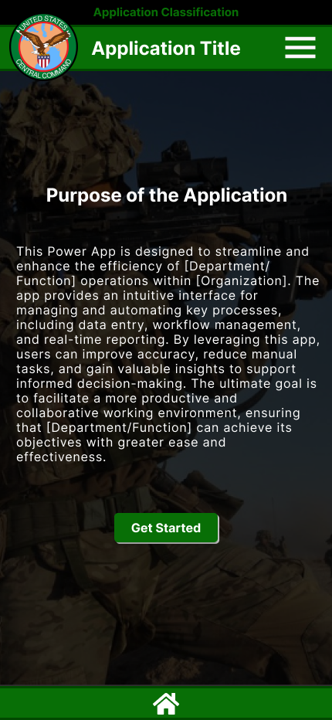 Application Classification
UNITED STATES
CENTRAL COMMAND
Application Title
Purpose of the Application
This Power App is designed to streamline and
enhance the efficiency of [Department/
Function] operations within [Organization]. The
app provides an intuitive interface for
managing and automating key processes,
including data entry, workflow management,
and real-time reporting. By leveraging this app,
users can improve accuracy, reduce manual
tasks, and gain valuable insights to support
informed decision-making. The ultimate goal is
to facilitate a more productive and
collaborative working environment, ensuring
that [Department/Function] can achieve its
objectives with greater ease and
effectiveness.
Get Started